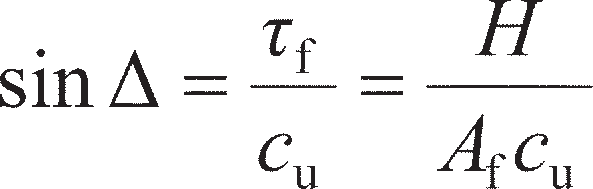 sin Δ = τ_f / c_u = H / (A_f c_u)